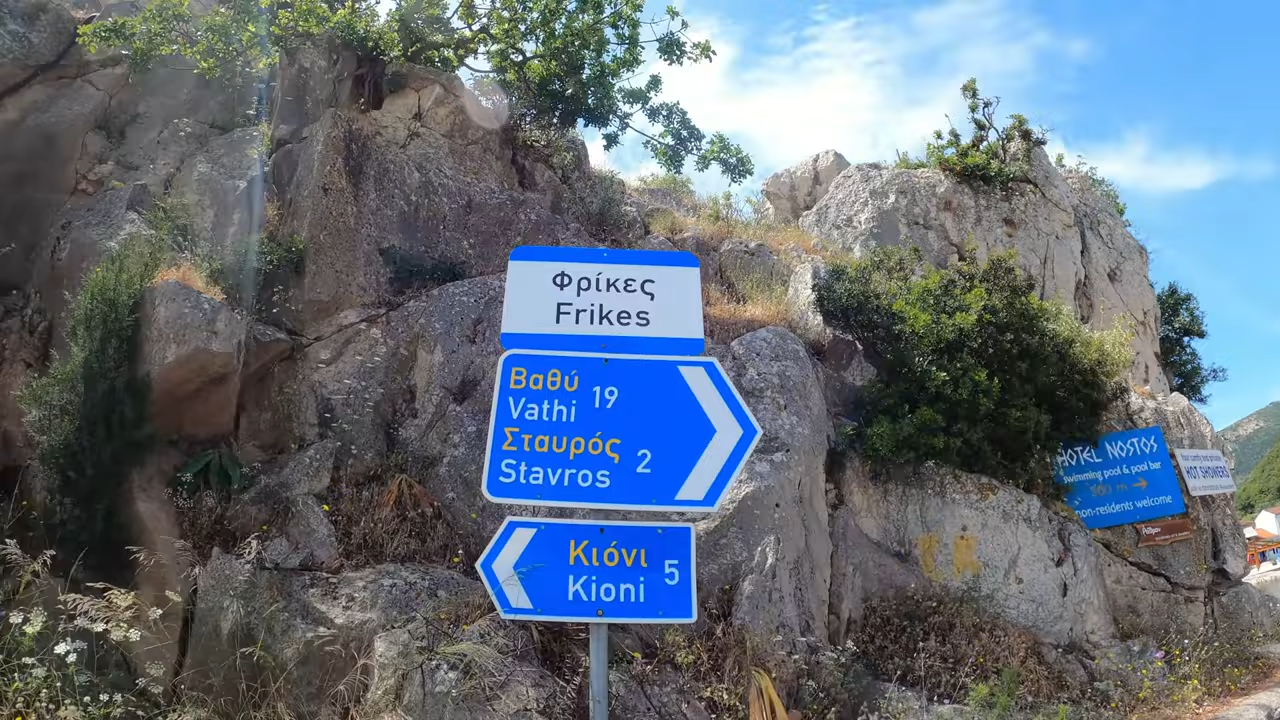 Φρίκες
Frikes
Βαθύ
Vathi 19
Σταυρός
Stavros 2
Κιόνι
Kioni 5
HOTEL NOSTOS
swimming pool & pool bar
non-residents welcome
HOT SHOWERS